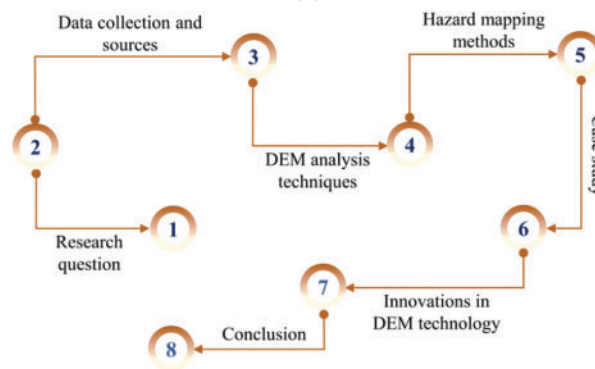 Data collection and
sources
3
Hazard mapping
methods
5
2
4
DEM analysis
techniques
study
1
Research
question
6
7
Innovations in
DEM technology
Conclusion
8